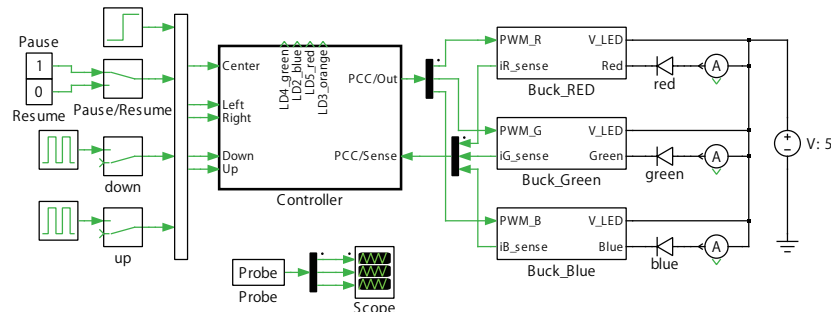 Pause
1
0
Resume
Pause/Resume
down
up
Center
Left
Right
Down
Up
LD4_green
LD2_blue
LD5_red
LD3_orange
PCC/Out
PCC/Sense
Controller
Probe
Probe
Scope
PWM_R
V_LED
iR_sense
Red
Buck_RED
red
A
PWM_G
V_LED
iG_sense
Green
Buck_Green
green
A
PWM_B
V_LED
iB_sense
Blue
Buck_Blue
blue
A
V: 5